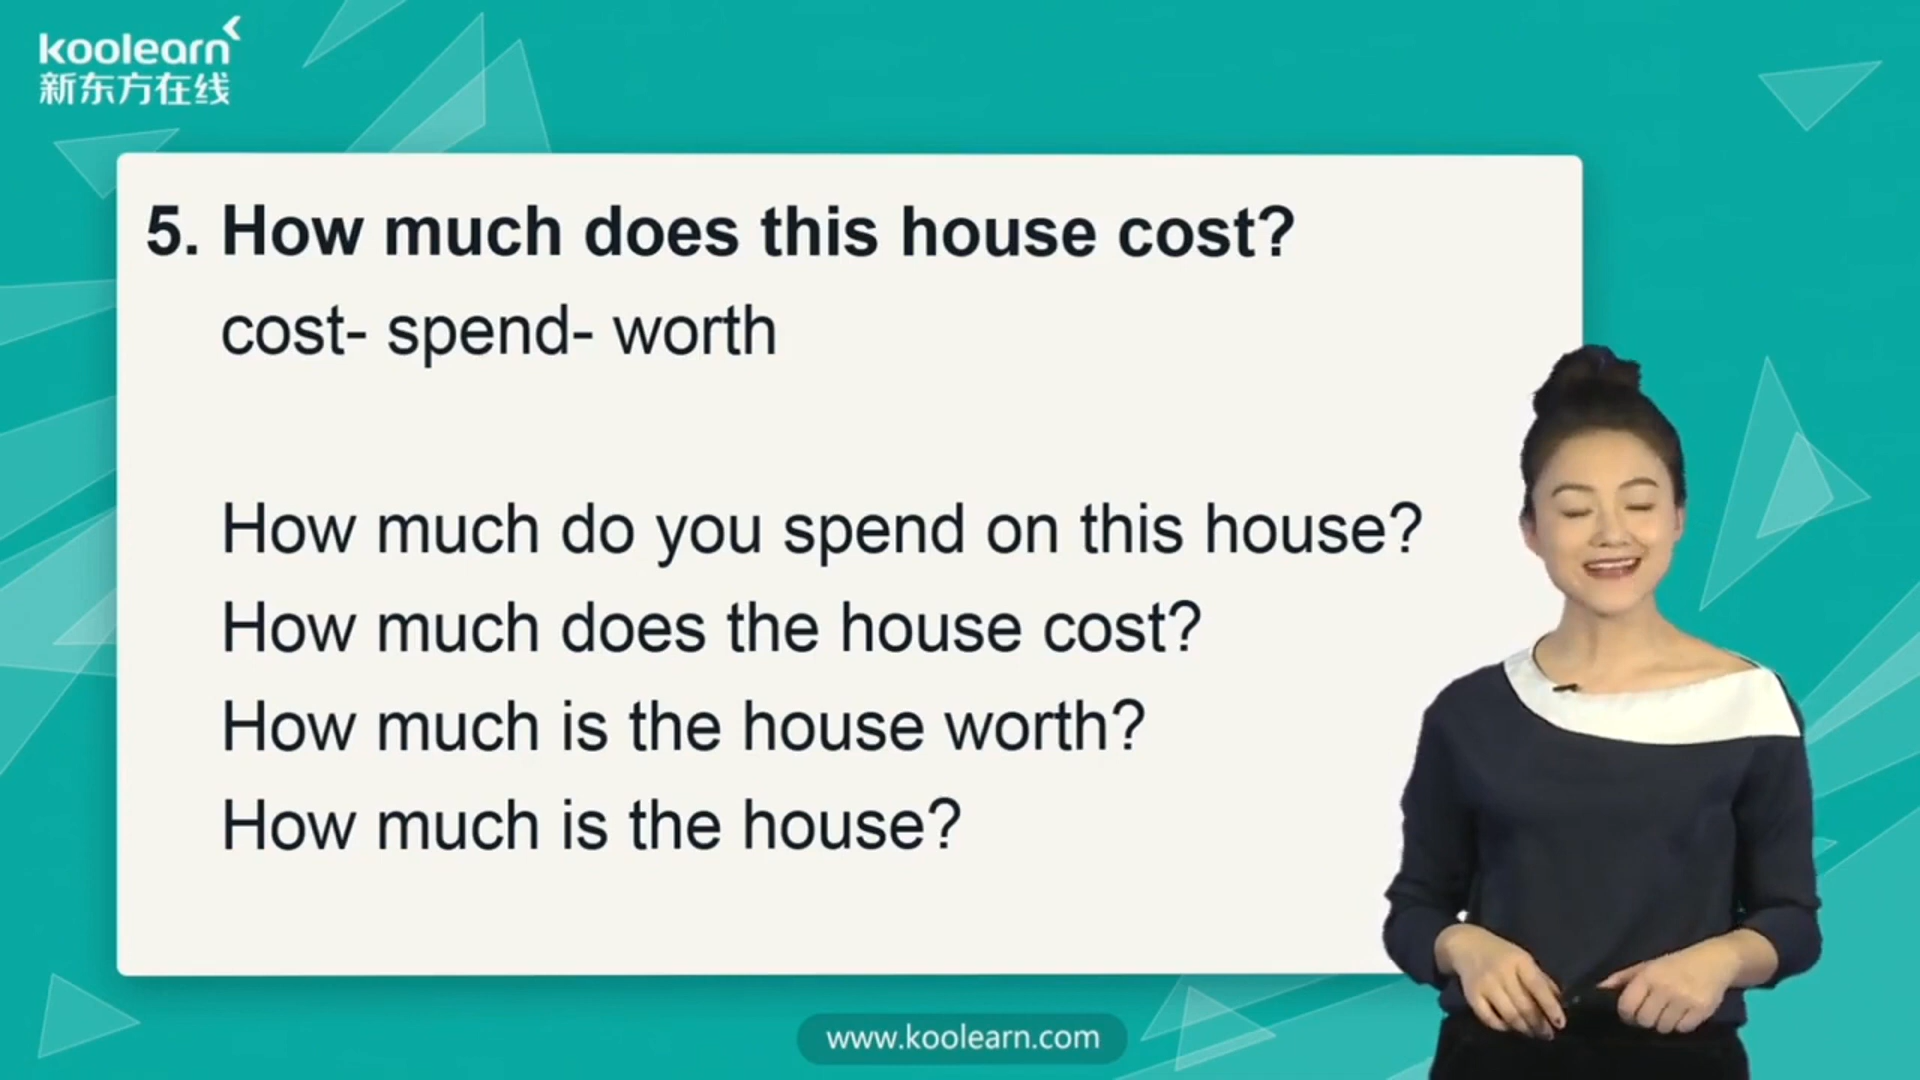 koolearn
新东方在线
5. How much does this house cost?
cost- spend- worth
How much do you spend on this house?
How much does the house cost?
How much is the house worth?
How much is the house?
www.koolearn.com